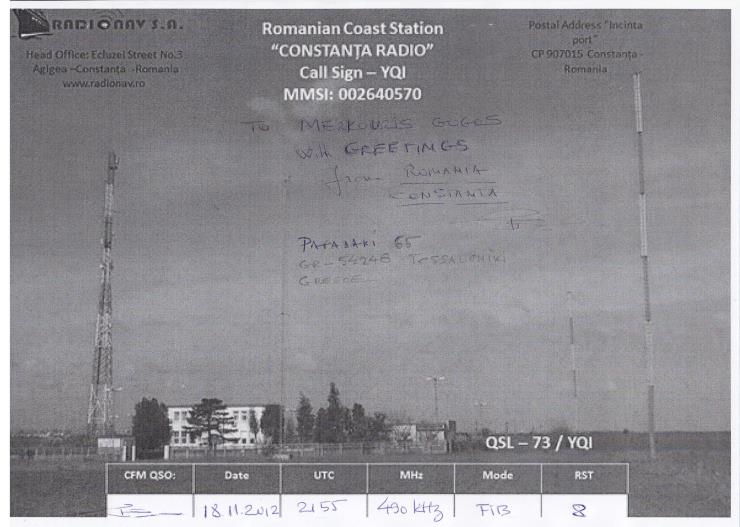 RADIONAV S.A.
Head Office: Ecluzei Street No.3
Agigea –Constanța -Romania
www.radionav.ro
Romanian Coast Station
“CONSTANȚA RADIO”
Call Sign – YQI
MMSI: 002640570
Postal Address “Incinta
port”
CP 907015 Constanța -
Romania
To MERKOURIS GOGOS
with GREETINGS
from ROMANIA
CONSTANTA
65
GR - 54248 TESSALONIKI
GREECE
QSL – 73 / YQI
CFM QSO: Date UTC MHz Mode RST
18.11.2012 2155 490 kHz F1B 8